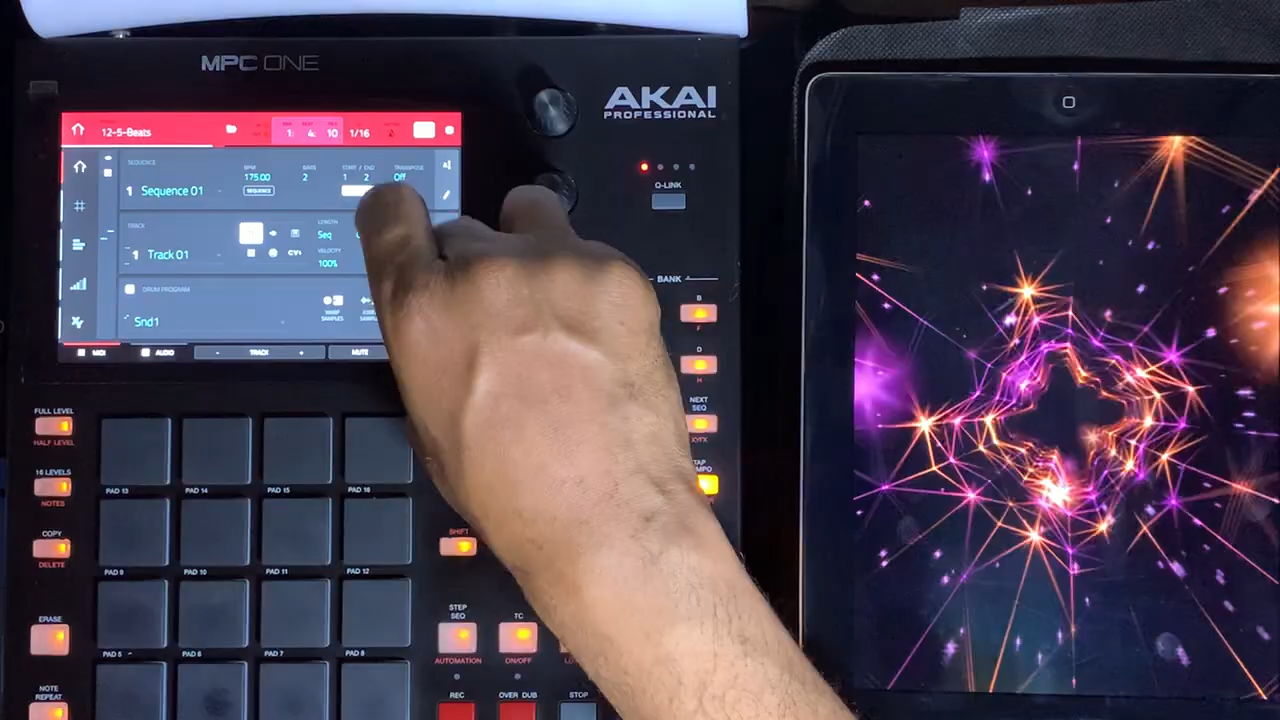 MPC ONE
AKAI
PROFESSIONAL
12-5-Beats
1: 4: 10
1/16
SEQUENCE
BPM
BARS
START / END
TRANSPOSE
175.00
2
1 2
Off
1 Sequence 01
SEQUENCE
TRACK
LENGTH
1 Track 01
Seq
VELOCITY
CV+
100%
DRUM PROGRAM
Snd1
WARP
SAMPLES
MIDI
AUDIO
- TRACK +
MUTE
Q-LINK
BANK
B
F
D
H
NEXT
SEQ
TAP
FULL LEVEL
HALF LEVEL
16 LEVELS
NOTES
COPY
DELETE
ERASE
NOTE
REPEAT
PAD 13
PAD 14
PAD 15
PAD 16
PAD 9
PAD 10
PAD 11
PAD 12
PAD 5
PAD 6
PAD 7
PAD 8
SHIFT
STEP
SEQ
AUTOMATION
TC
ON/OFF
REC
OVER DUB
STOP